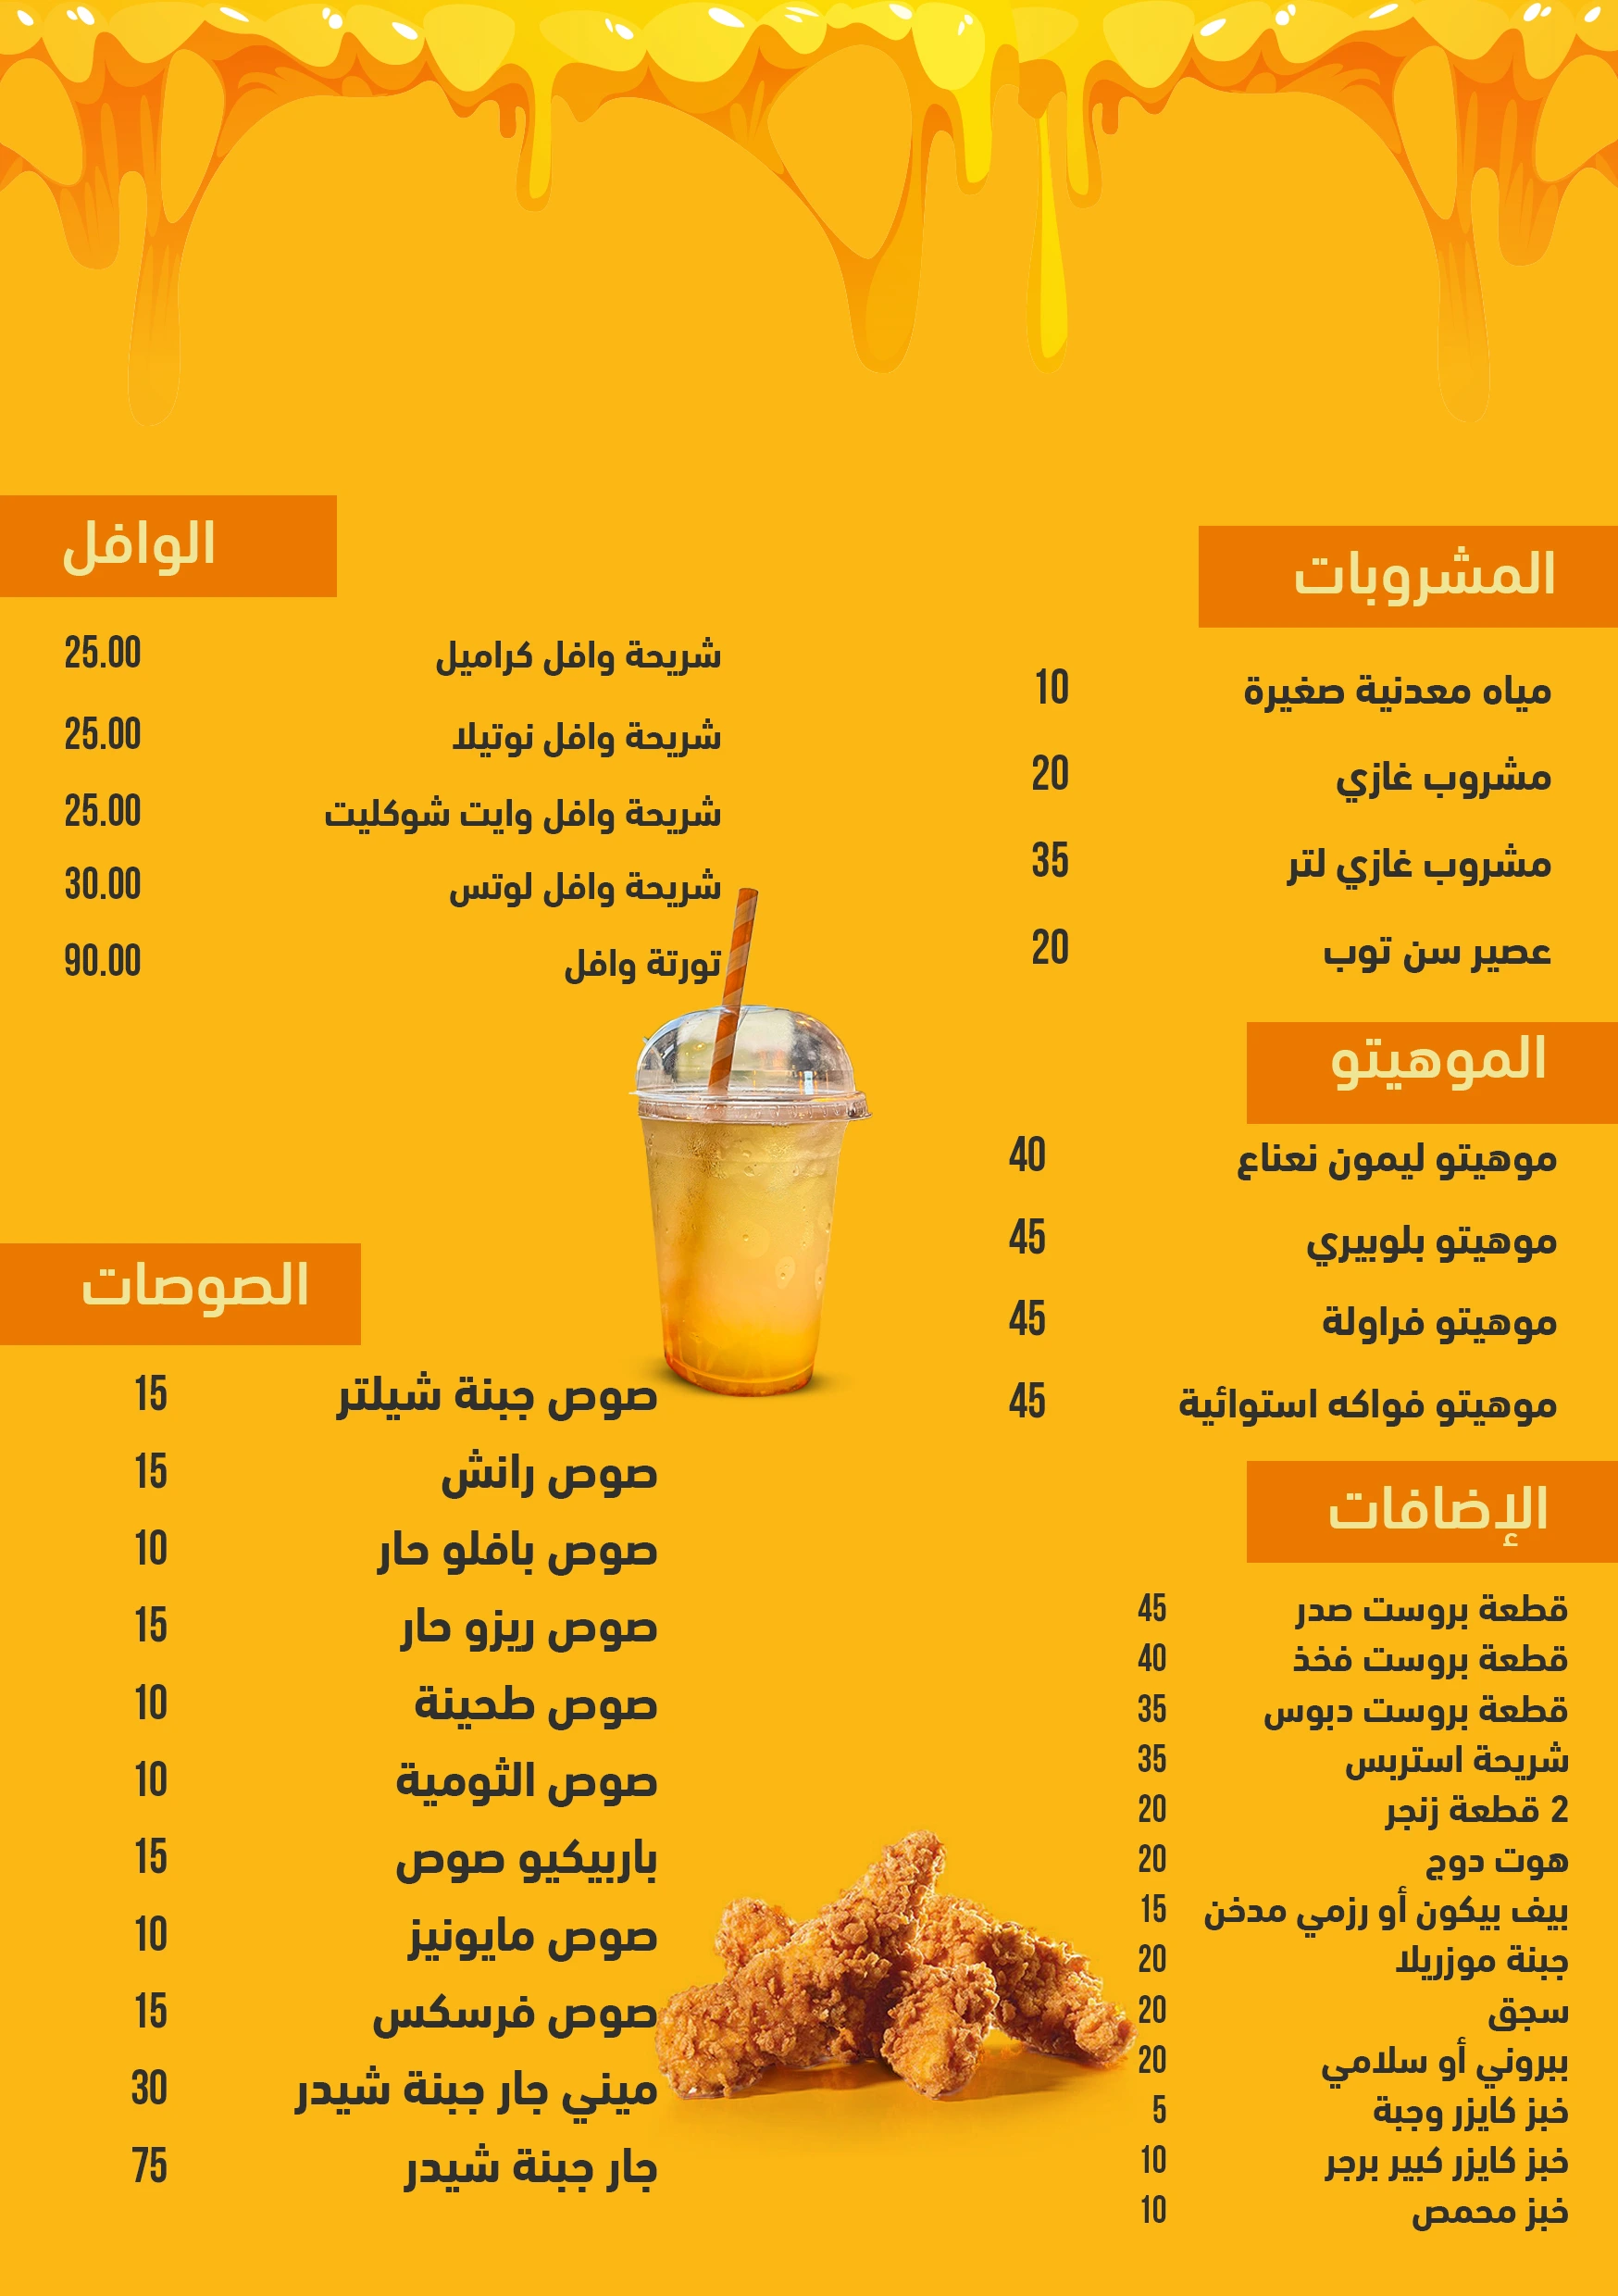 المشروبات
مياه معدنية صغيرة 10
مشروب غازي 20
مشروب غازي لتر 35
عصير سن توب 20
الموهيتو
موهيتو ليمون نعناع 40
موهيتو بلوبيري 45
موهيتو فراولة 45
موهيتو فواكه استوائية 45
الإضافات
قطعة بروست صدر 45
قطعة بروست فخذ 40
قطعة بروست دبوس 35
شريحة استربس 35
2 قطعة زنجر 20
هوت دوج 20
بيف بيكون أو رزمي مدخن 15
جبنة موزريلا 20
سجق 20
ببروني أو سلامي 20
خبز كايزر وجبة 5
خبز كايزر كبير برجر 10
خبز محمص 10
الوافل
شريحة وافل كراميل 25.00
شريحة وافل نوتيلا 25.00
شريحة وافل وايت شوكليت 25.00
شريحة وافل لوتس 30.00
تورتة وافل 90.00
الصوصات
صوص جبنة شيلتر 15
صوص رانش 15
صوص بافلو حار 10
صوص ريزو حار 15
صوص طحينة 10
صوص الثومية 10
باربيكيو صوص 15
صوص مايونيز 10
صوص فرسكس 15
ميني جار جبنة شيدر 30
جار جبنة شيدر 75